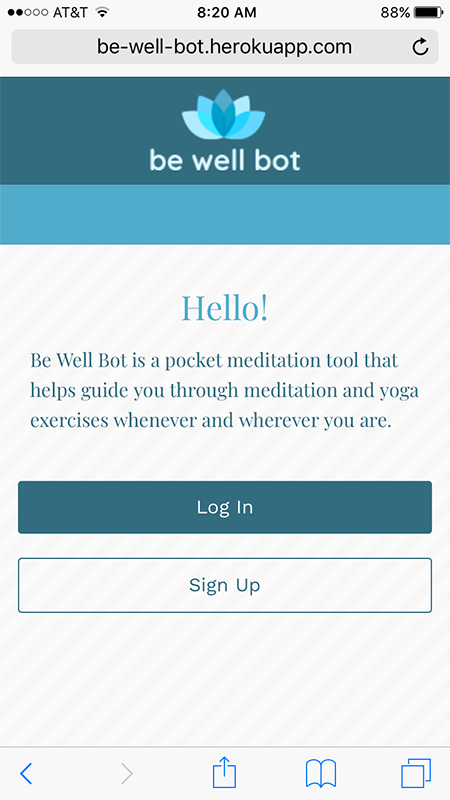 AT&T 8:20 AM 88%
be-well-bot.herokuapp.com
be well bot
Hello!
Be Well Bot is a pocket meditation tool that
helps guide you through meditation and yoga
exercises whenever and wherever you are.
Log In
Sign Up